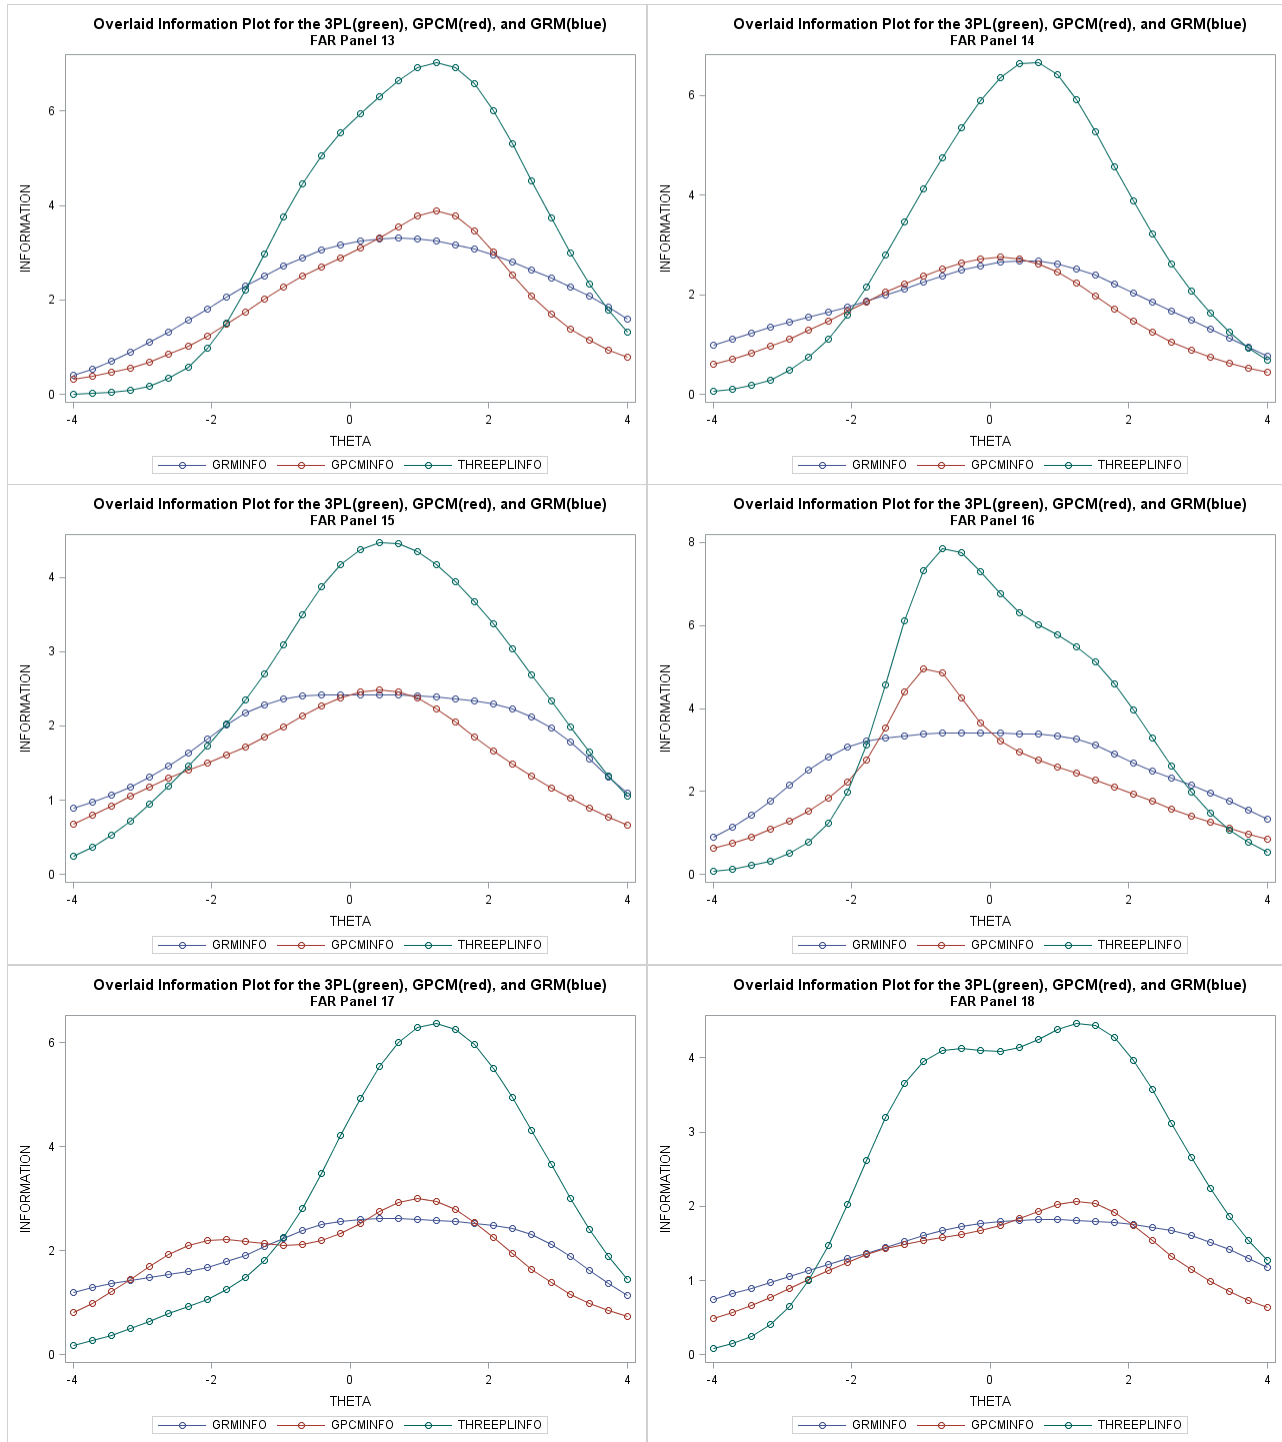 Overlaid Information Plot for the 3PL(green), GPCM(red), and GRM(blue)
FAR Panel 13
INFORMATION
6
4
2
0
-4 -2 0 2 4
THETA
GRMINFO GPCMINFO THREEPLINFO
Overlaid Information Plot for the 3PL(green), GPCM(red), and GRM(blue)
FAR Panel 14
INFORMATION
6
4
2
0
-4 -2 0 2 4
THETA
GRMINFO GPCMINFO THREEPLINFO
Overlaid Information Plot for the 3PL(green), GPCM(red), and GRM(blue)
FAR Panel 15
INFORMATION
4
3
2
1
0
-4 -2 0 2 4
THETA
GRMINFO GPCMINFO THREEPLINFO
Overlaid Information Plot for the 3PL(green), GPCM(red), and GRM(blue)
FAR Panel 16
INFORMATION
8
6
4
2
0
-4 -2 0 2 4
THETA
GRMINFO GPCMINFO THREEPLINFO
Overlaid Information Plot for the 3PL(green), GPCM(red), and GRM(blue)
FAR Panel 17
INFORMATION
6
4
2
0
-4 -2 0 2 4
THETA
GRMINFO GPCMINFO THREEPLINFO
Overlaid Information Plot for the 3PL(green), GPCM(red), and GRM(blue)
FAR Panel 18
INFORMATION
4
3
2
1
0
-4 -2 0 2 4
THETA
GRMINFO GPCMINFO THREEPLINFO